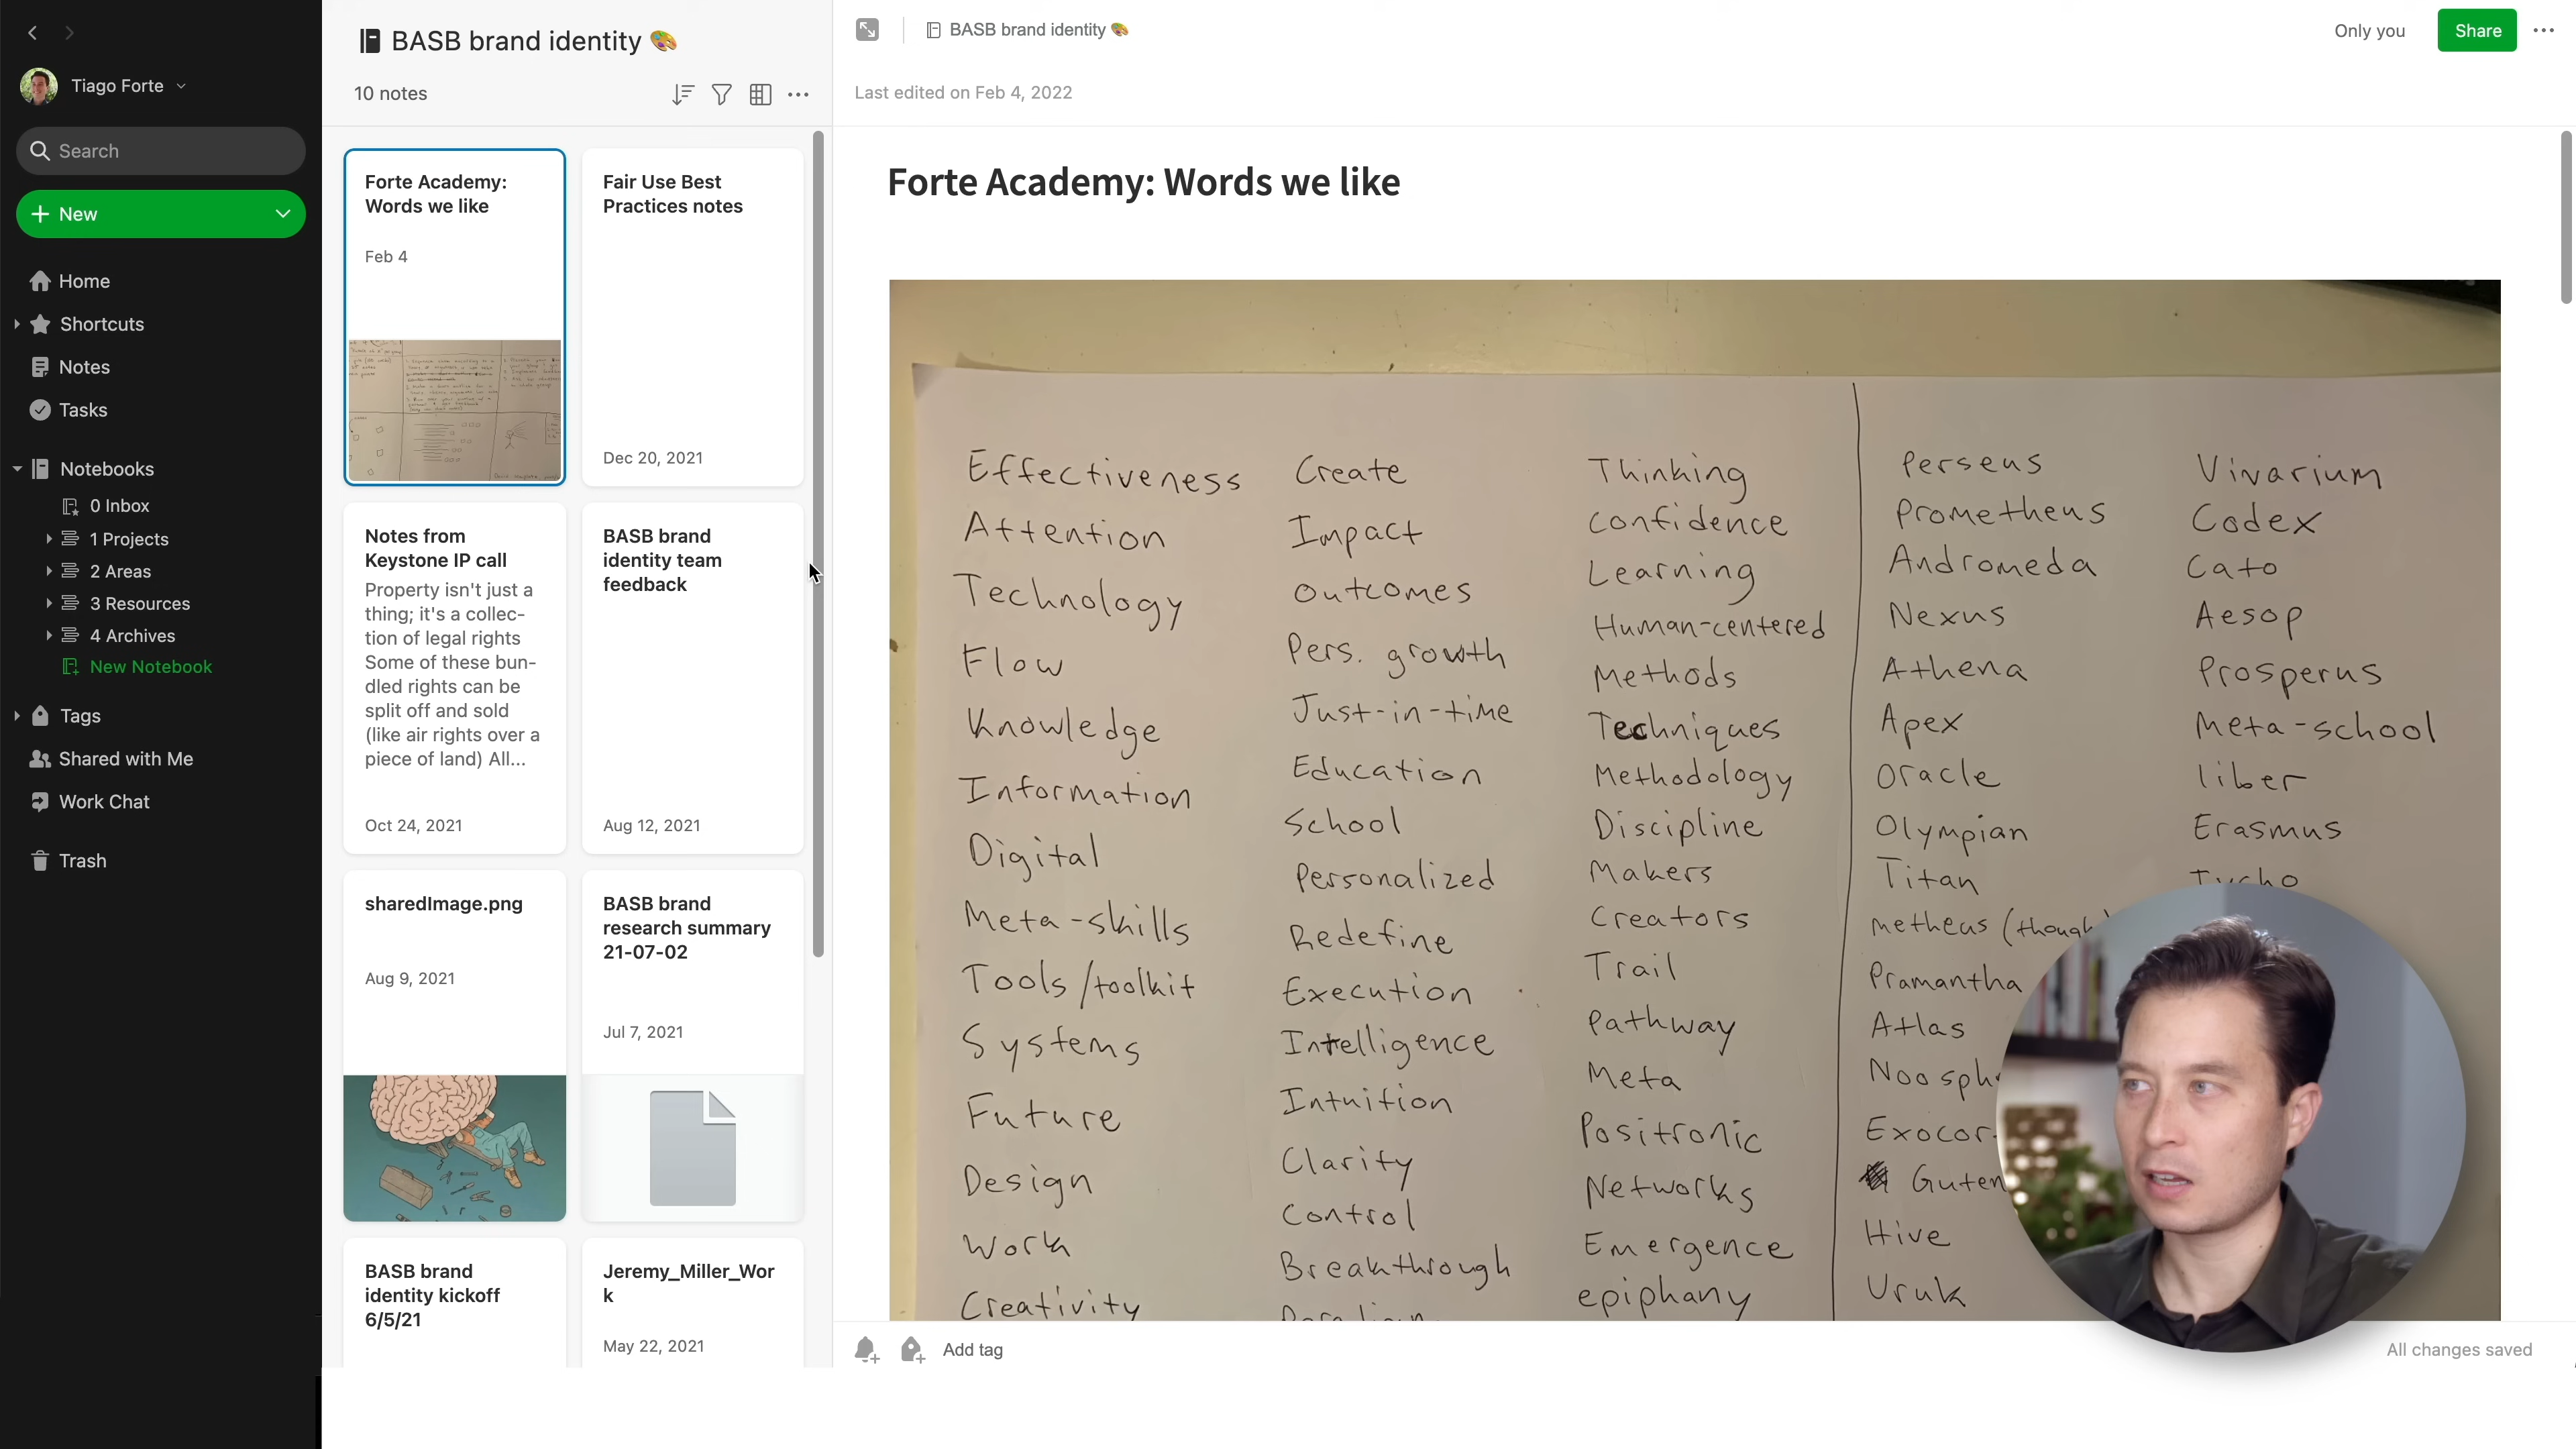 Tiago Forte
Search
New
Home
Shortcuts
Notes
Tasks
Notebooks
0 Inbox
1 Projects
2 Areas
3 Resources
4 Archives
New Notebook
Tags
Shared with Me
Work Chat
Trash
BASB brand identity 🎨
10 notes
Forte Academy:
Words we like
Feb 4
Fair Use Best
Practices notes
Dec 20, 2021
Notes from
Keystone IP call
Property isn't just a
thing; it's a collec-
tion of legal rights
Some of these bun-
dled rights can be
split off and sold
(like air rights over a
piece of land) All...
Oct 24, 2021
BASB brand
identity team
feedback
Aug 12, 2021
sharedImage.png
Aug 9, 2021
BASB brand
research summary
21-07-02
Jul 7, 2021
BASB brand
identity kickoff
6/5/21
Jeremy_Miller_Wor
k
May 22, 2021
BASB brand identity 🎨
Only you
Share
Last edited on Feb 4, 2022
Forte Academy: Words we like
Effectiveness
Attention
Technology
Flow
Knowledge
Information
Digital
Meta-skills
Tools/toolkit
Systems
Future
Design
Work
Creativity
Create
Impact
Outcomes
Pers. growth
Just-in-time
Education
School
Personalized
Redefine
Execution
Intelligence
Intuition
Clarity
Control
Breakthrough
Thinking
Confidence
Learning
Human-centered
Methods
Techniques
Methodology
Discipline
Makers
Creators
Trail
Pathway
Meta
Positronic
Networks
Emergence
epiphany
Perseus
Prometheus
Andromeda
Nexus
Athena
Apex
Oracle
Olympian
Titan
Metheus (though
Pramantha
Atlas
Noosph
Exocor
Guten
Hive
Uruk
Vivarium
Codex
Cato
Aesop
Prosperus
Meta-school
liber
Erasmus
Tycho
Add tag
All changes saved